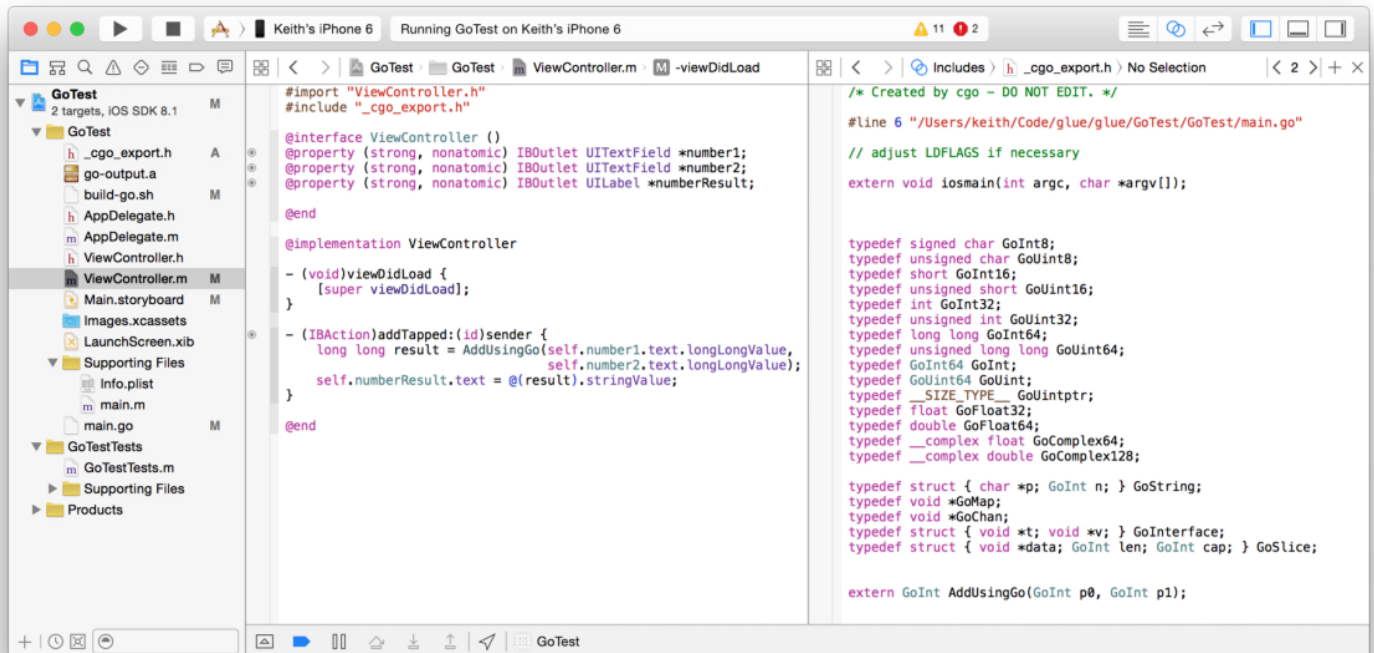 Keith's iPhone 6
Running GoTest on Keith's iPhone 6
11
2
GoTest
GoTest
ViewController.m
M
-viewDidLoad
Includes
h
_cgo_export.h
No Selection
2
GoTest
M
2 targets, iOS SDK 8.1
GoTest
h _cgo_export.h A
go-output.a
build-go.sh M
h AppDelegate.h
m AppDelegate.m
h ViewController.h
m ViewController.m M
Main.storyboard M
Images.xcassets
LaunchScreen.xib
Supporting Files
Info.plist
m main.m
main.go M
GoTestTests
m GoTestTests.m
Supporting Files
Products
#import "ViewController.h"
#include "_cgo_export.h"
@interface ViewController ()
@property (strong, nonatomic) IBOutlet UITextField *number1;
@property (strong, nonatomic) IBOutlet UITextField *number2;
@property (strong, nonatomic) IBOutlet UILabel *numberResult;
@end
@implementation ViewController
- (void)viewDidLoad {
[super viewDidLoad];
}
- (IBAction)addTapped:(id)sender {
long long result = AddUsingGo(self.number1.text.longLongValue,
self.number2.text.longLongValue);
self.numberResult.text = @(result).stringValue;
}
@end
/* Created by cgo - DO NOT EDIT. */
#line 6 "/Users/keith/Code/glue/glue/GoTest/GoTest/main.go"
// adjust LDFLAGS if necessary
extern void iosmain(int argc, char *argv[]);
typedef signed char GoInt8;
typedef unsigned char GoUint8;
typedef short GoInt16;
typedef unsigned short GoUint16;
typedef int GoInt32;
typedef unsigned int GoUint32;
typedef long long GoInt64;
typedef unsigned long long GoUint64;
typedef GoInt64 GoInt;
typedef GoUint64 GoUint;
typedef __SIZE_TYPE__ GoUintptr;
typedef float GoFloat32;
typedef double GoFloat64;
typedef __complex float GoComplex64;
typedef __complex double GoComplex128;
typedef struct { char *p; GoInt n; } GoString;
typedef void *GoMap;
typedef void *GoChan;
typedef struct { void *t; void *v; } GoInterface;
typedef struct { void *data; GoInt len; GoInt cap; } GoSlice;
extern GoInt AddUsingGo(GoInt p0, GoInt p1);
GoTest